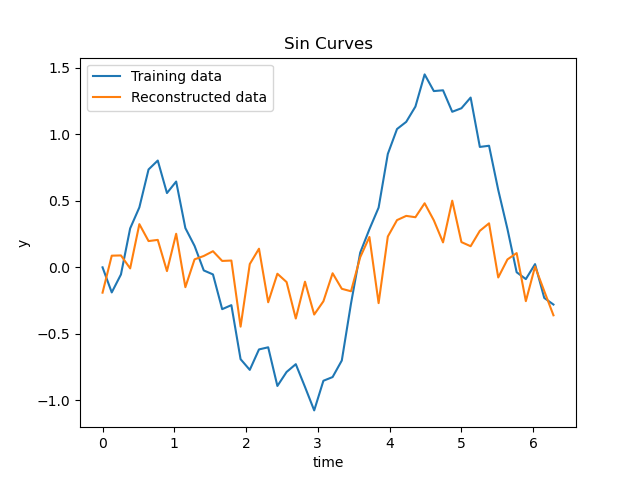 Sin Curves
Training data
Reconstructed data
1.5
1.0
0.5
0.0
−0.5
−1.0
y
0 1 2 3 4 5 6
time